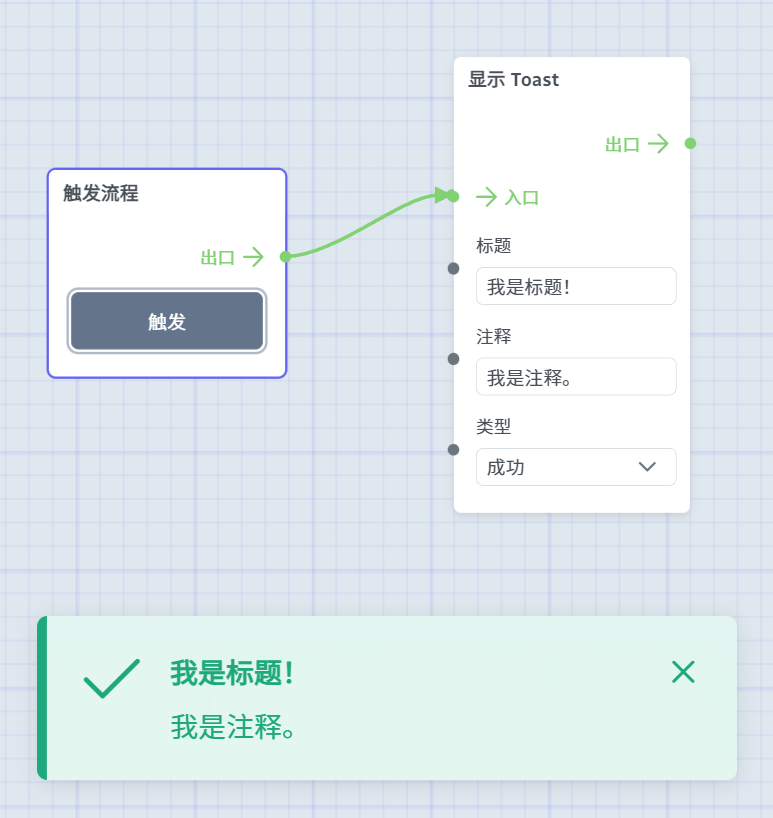 触发流程
出口
触发
显示 Toast
出口
入口
标题
我是标题！
注释
我是注释。
类型
成功
我是标题！
我是注释。